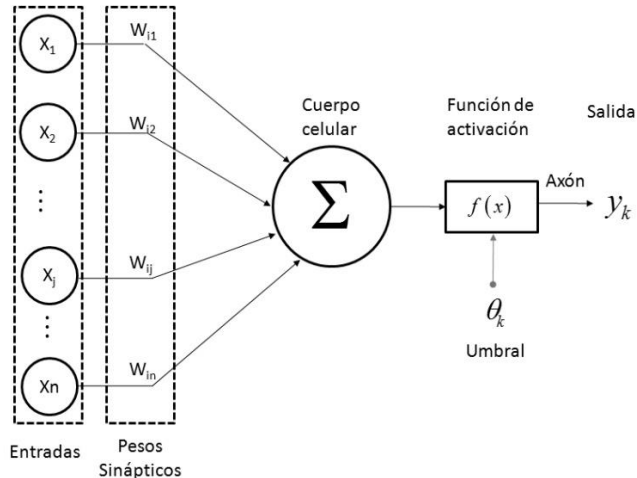 X1
Wi1
X2
Wi2
⋮
Xj
Wij
⋮
Xn
Win
Entradas
Pesos
Sinápticos
Cuerpo
celular
Σ
Función de
activación
f(x)
θk
Umbral
Salida
Axón
yk